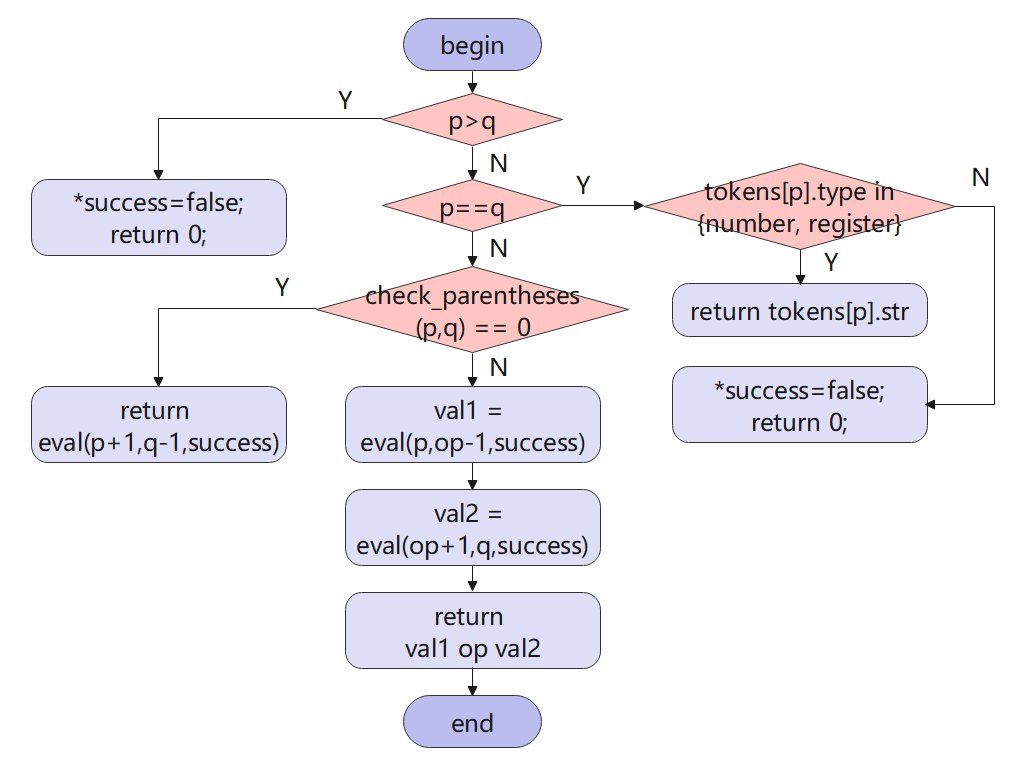 begin
Y
p>q
N
*success=false;
return 0;
p==q
Y
tokens[p].type in
{number, register}
N
Y
return tokens[p].str
*success=false;
return 0;
N
check_parentheses
(p,q) == 0
Y
return
eval(p+1,q-1,success)
N
val1 =
eval(p,op-1,success)
val2 =
eval(op+1,q,success)
return
val1 op val2
end